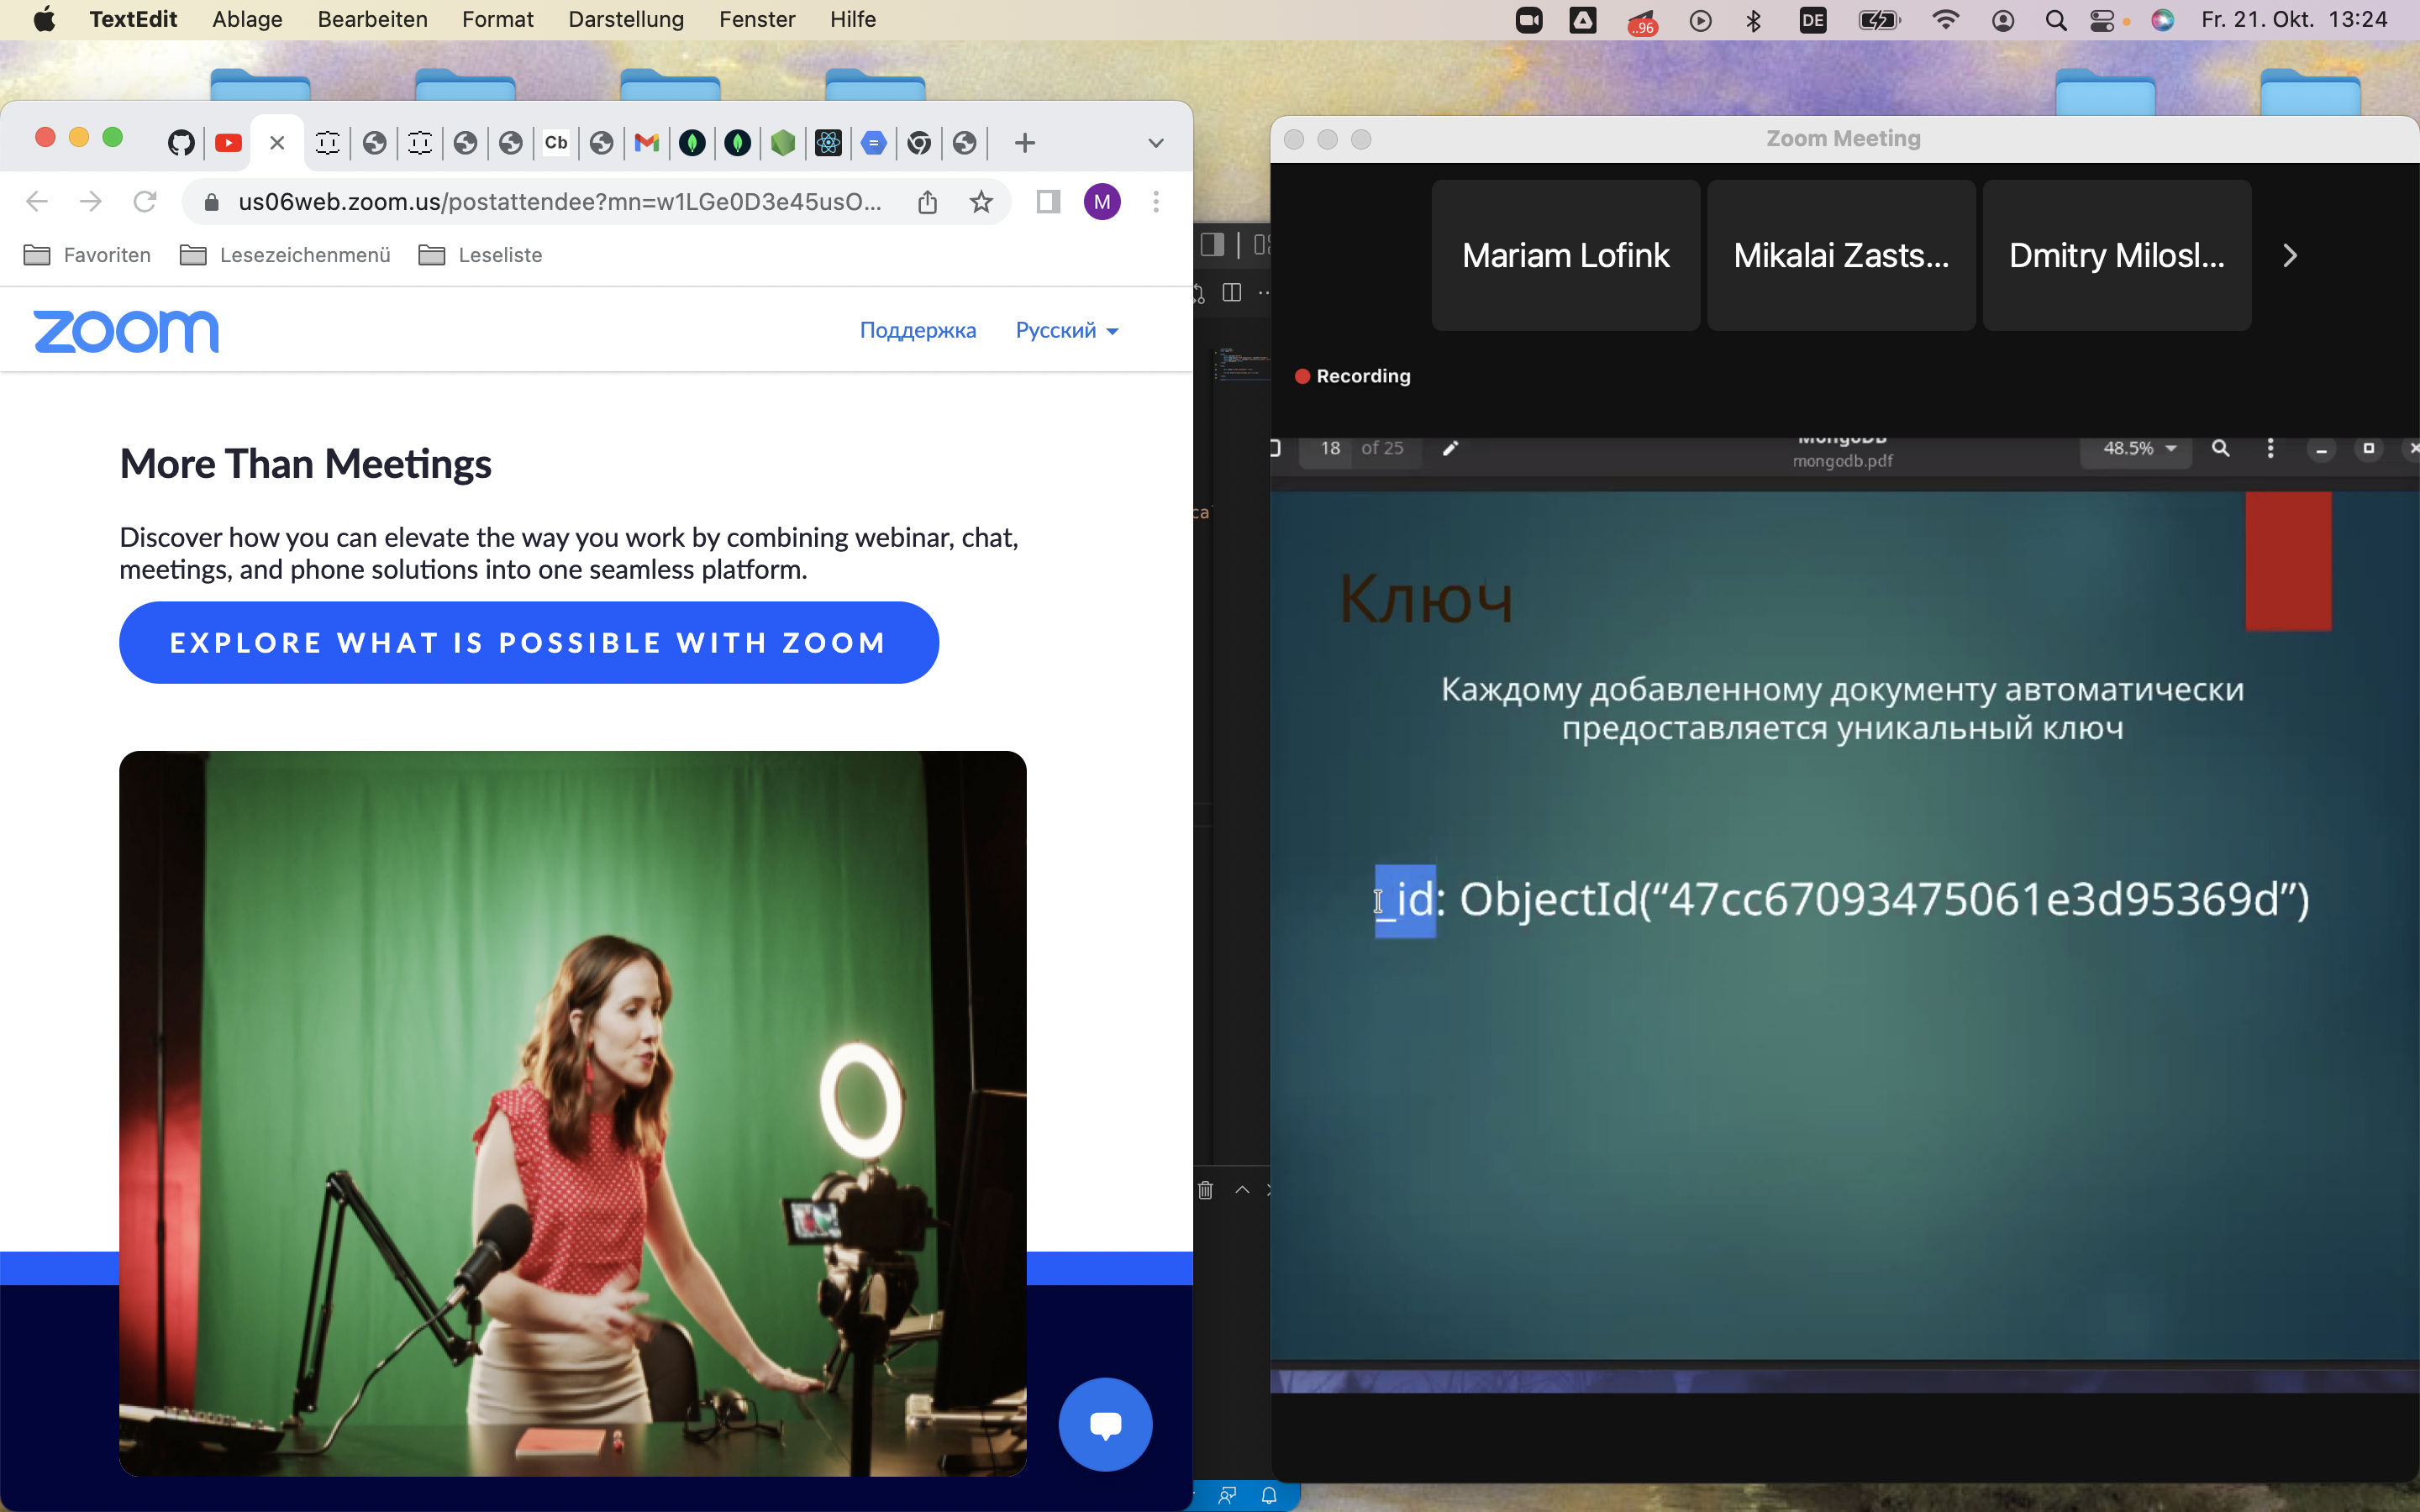 TextEdit Ablage Bearbeiten Format Darstellung Fenster Hilfe
..96
DE
Fr. 21. Okt. 13:24
Cb
us06web.zoom.us/postattendee?mn=w1LGe0D3e45usO...
M
Favoriten Lesezeichenmenü Leseliste
zoom
Поддержка Русский
More Than Meetings
Discover how you can elevate the way you work by combining webinar, chat,
meetings, and phone solutions into one seamless platform.
EXPLORE WHAT IS POSSIBLE WITH ZOOM
ca
Zoom Meeting
Mariam Lofink
Mikalai Zasts...
Dmitry Milosl...
Recording
18 of 25
MongoDB
mongodb.pdf
48.5%
Ключ
Каждому добавленному документу автоматически
предоставляется уникальный ключ
_id: ObjectId(“47cc67093475061e3d95369d”)